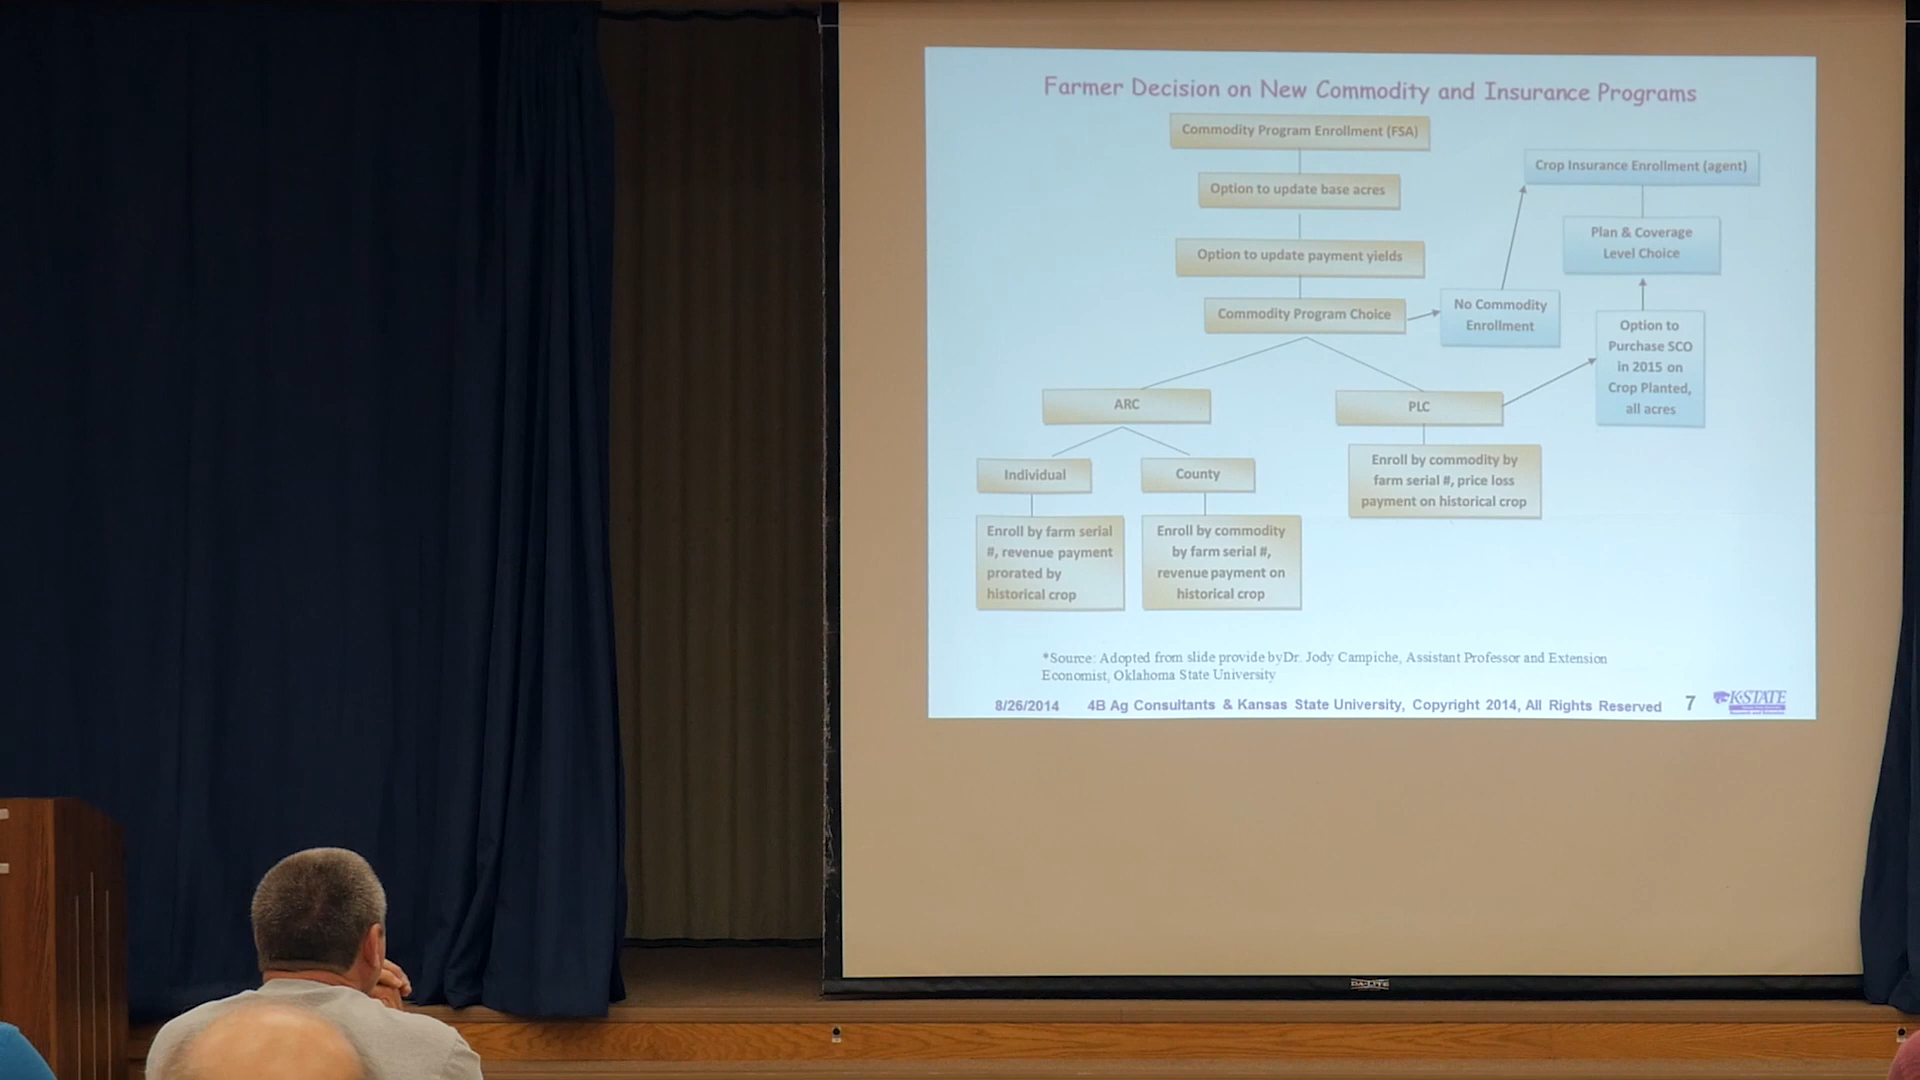 Farmer Decision on New Commodity and Insurance Programs
Commodity Program Enrollment (FSA)
Option to update base acres
Option to update payment yields
Commodity Program Choice
No Commodity
Enrollment
Crop Insurance Enrollment (agent)
Plan & Coverage
Level Choice
Option to
Purchase SCO
in 2015 on
Crop Planted,
all acres
ARC
PLC
Individual
County
Enroll by farm serial
#, revenue payment
prorated by
historical crop
Enroll by commodity
by farm serial #,
revenue payment on
historical crop
Enroll by commodity by
farm serial #, price loss
payment on historical crop
*Source: Adopted from slide provide byDr. Jody Campiche, Assistant Professor and Extension
Economist, Oklahoma State University
8/26/2014 4B Ag Consultants & Kansas State University, Copyright 2014, All Rights Reserved 7 K-STATE
DA-LITE